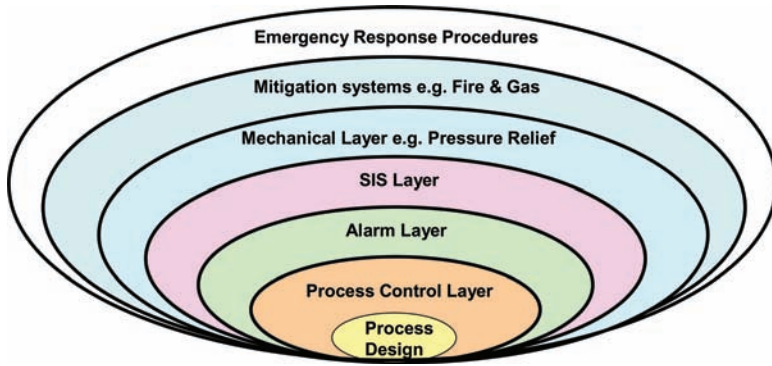 Emergency Response Procedures
Mitigation systems e.g. Fire & Gas
Mechanical Layer e.g. Pressure Relief
SIS Layer
Alarm Layer
Process Control Layer
Process
Design